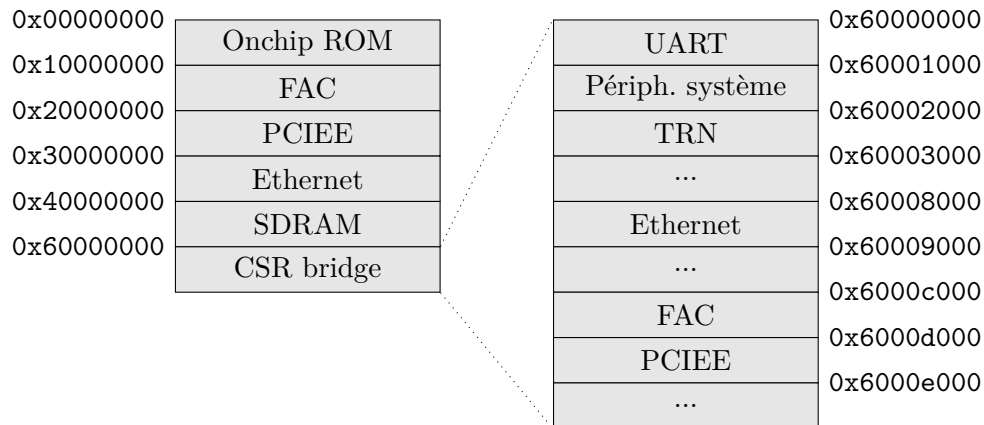 0x00000000
Onchip ROM
0x10000000
FAC
0x20000000
PCIEE
0x30000000
Ethernet
0x40000000
SDRAM
0x60000000
CSR bridge
0x60000000
UART
0x60001000
Périph. système
0x60002000
TRN
0x60003000
...
0x60008000
Ethernet
0x60009000
...
0x6000c000
FAC
0x6000d000
PCIEE
0x6000e000
...